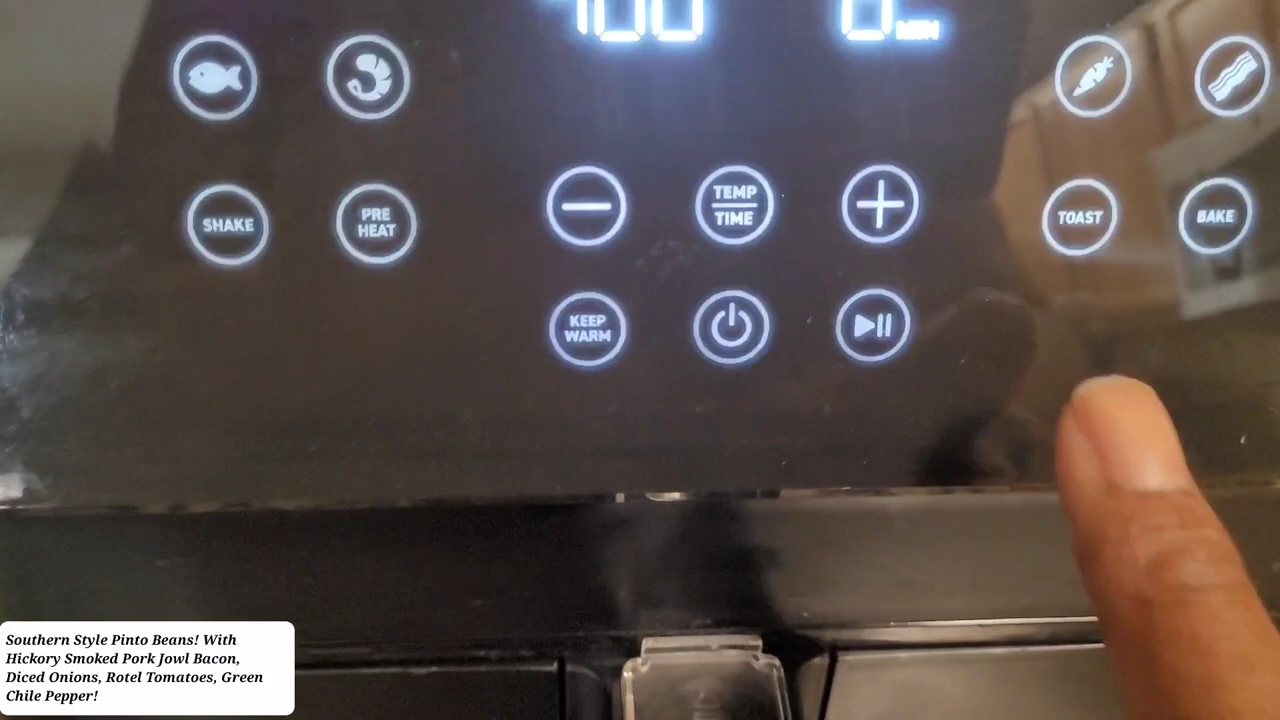 MIN
TEMP
TIME
SHAKE
PRE
HEAT
TOAST
BAKE
KEEP
WARM
Southern Style Pinto Beans! With
Hickory Smoked Pork Jowl Bacon,
Diced Onions, Rotel Tomatoes, Green
Chile Pepper!